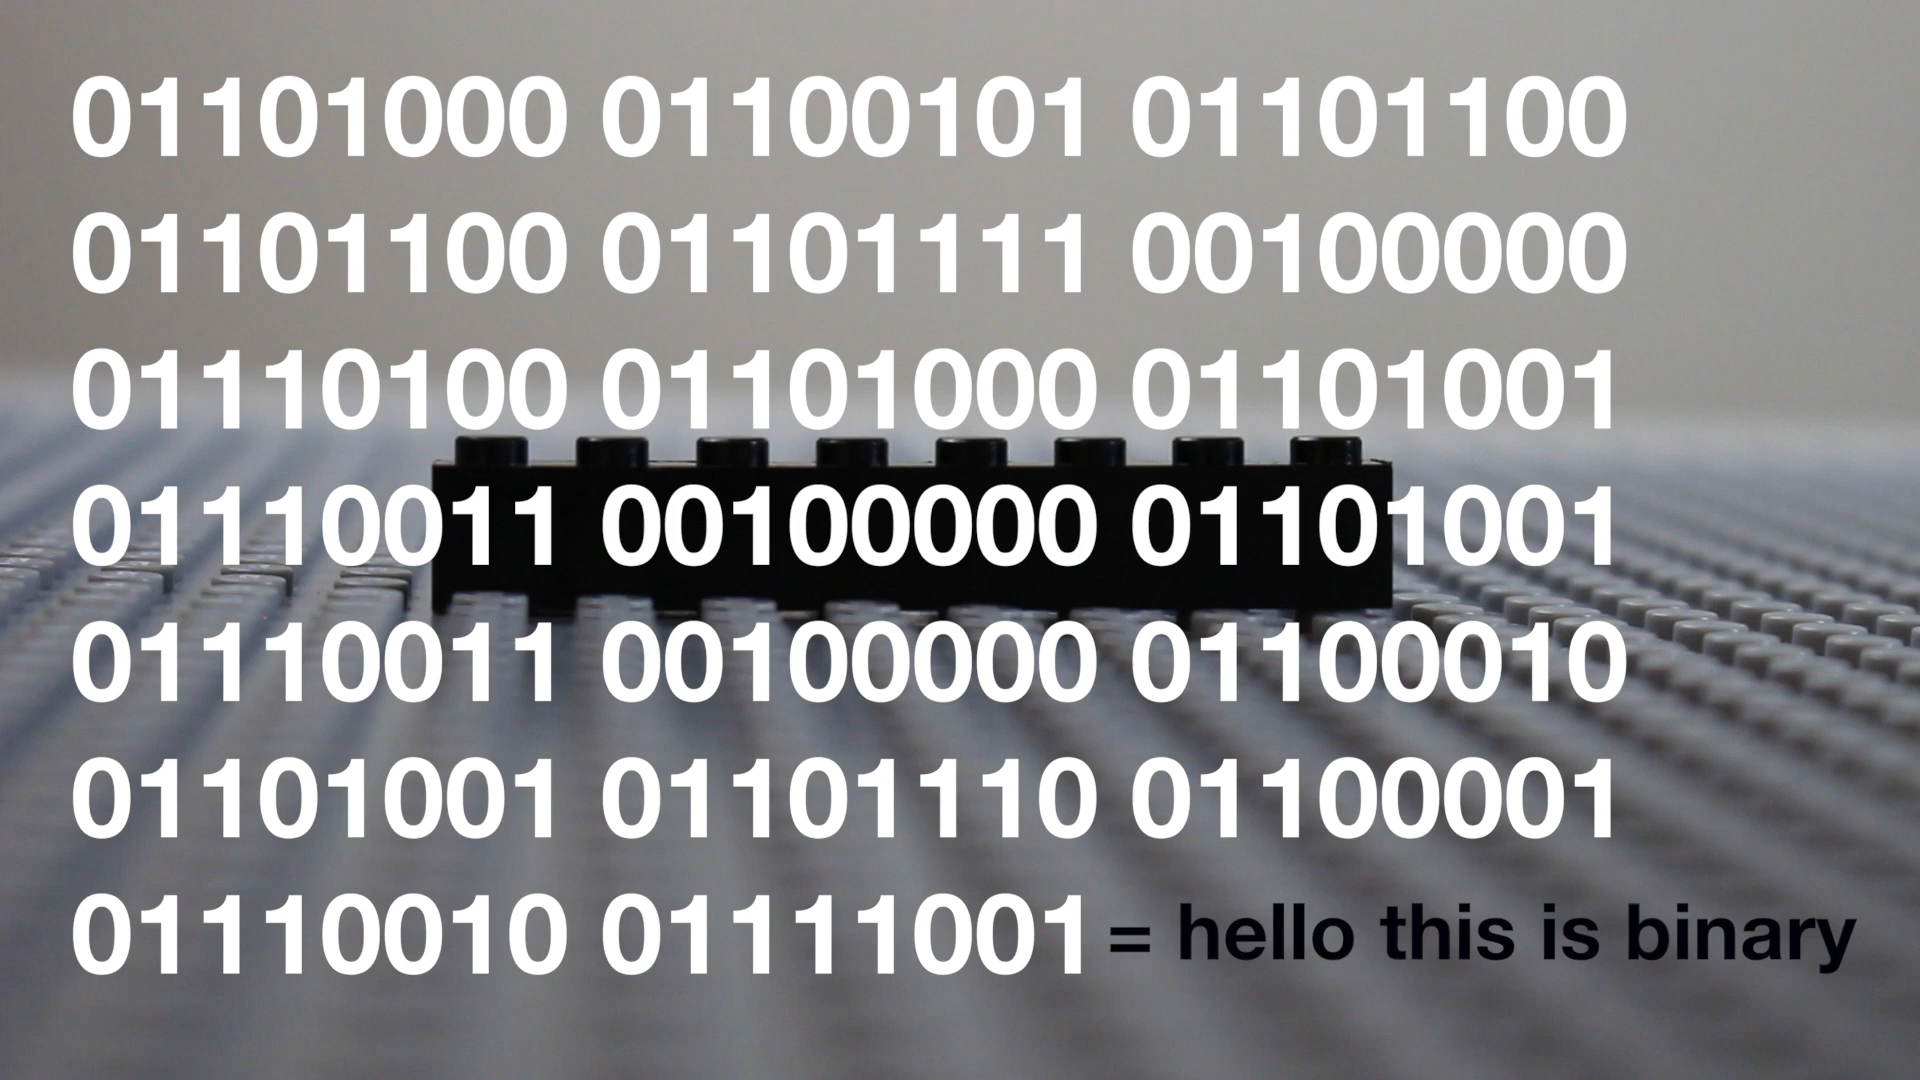 01101000 01100101 01101100
01101100 01101111 00100000
01110100 01101000 01101001
01110011 00100000 01101001
01110011 00100000 01100010
01101001 01101110 01100001
01110010 01111001 = hello this is binary